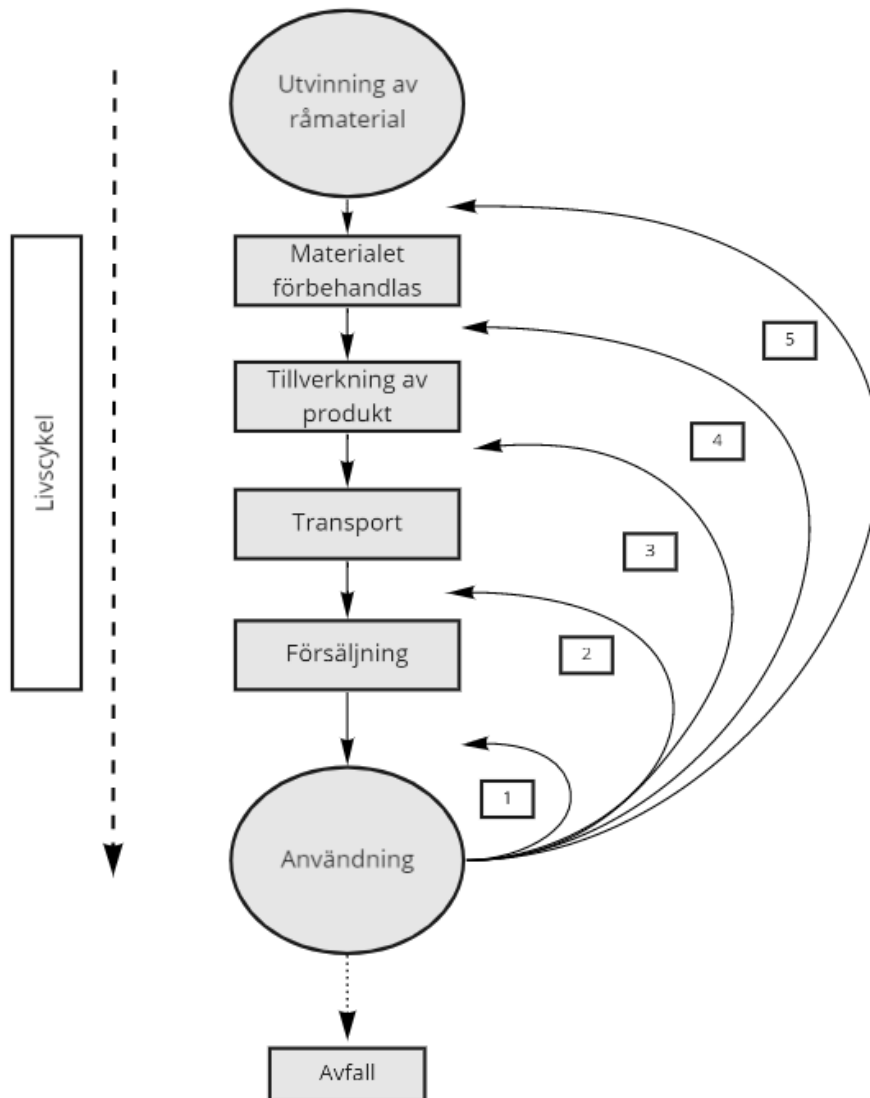 Utvinning av
råmaterial
Materialet
förbehandlas
5
Tillverkning av
produkt
4
Livscykel
Transport
3
Försäljning
2
1
Användning
Avfall